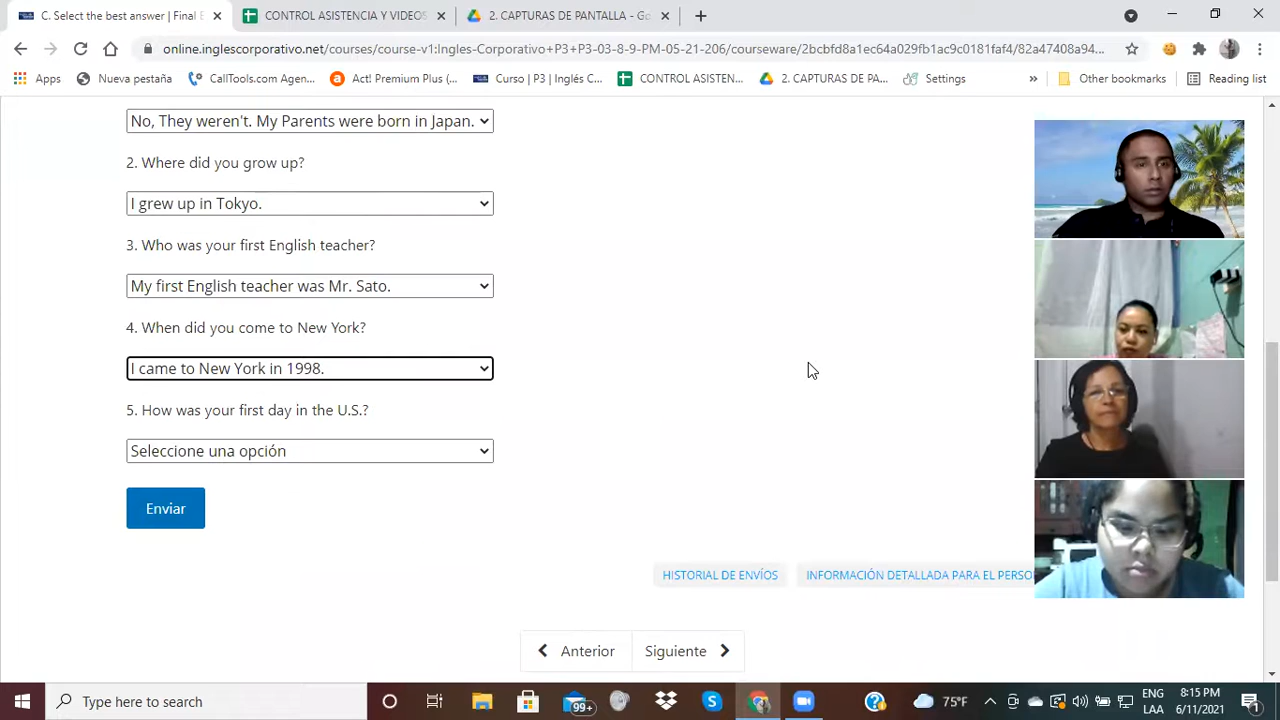 C. Select the best answer | Final E
CONTROL ASISTENCIA Y VIDEOS
2. CAPTURAS DE PANTALLA - Go
online.inglescorporativo.net/courses/course-v1:Ingles-Corporativo+P3+P3-03-8-9-PM-05-21-206/courseware/2bcbfd8a1ec64a029fb1ac9c0181faf4/82a47408a94...
Apps
Nueva pestaña
CallTools.com Agen...
Act! Premium Plus (...
Curso | P3 | Inglés C...
CONTROL ASISTEN...
2. CAPTURAS DE PA...
Settings
»
Other bookmarks
Reading list
No, They weren't. My Parents were born in Japan.
2. Where did you grow up?
I grew up in Tokyo.
3. Who was your first English teacher?
My first English teacher was Mr. Sato.
4. When did you come to New York?
I came to New York in 1998.
5. How was your first day in the U.S.?
Seleccione una opción
Enviar
HISTORIAL DE ENVÍOS
INFORMACIÓN DETALLADA PARA EL PERSO
Anterior
Siguiente
Type here to search
99+
75°F
ENG
LAA
8:15 PM
6/11/2021